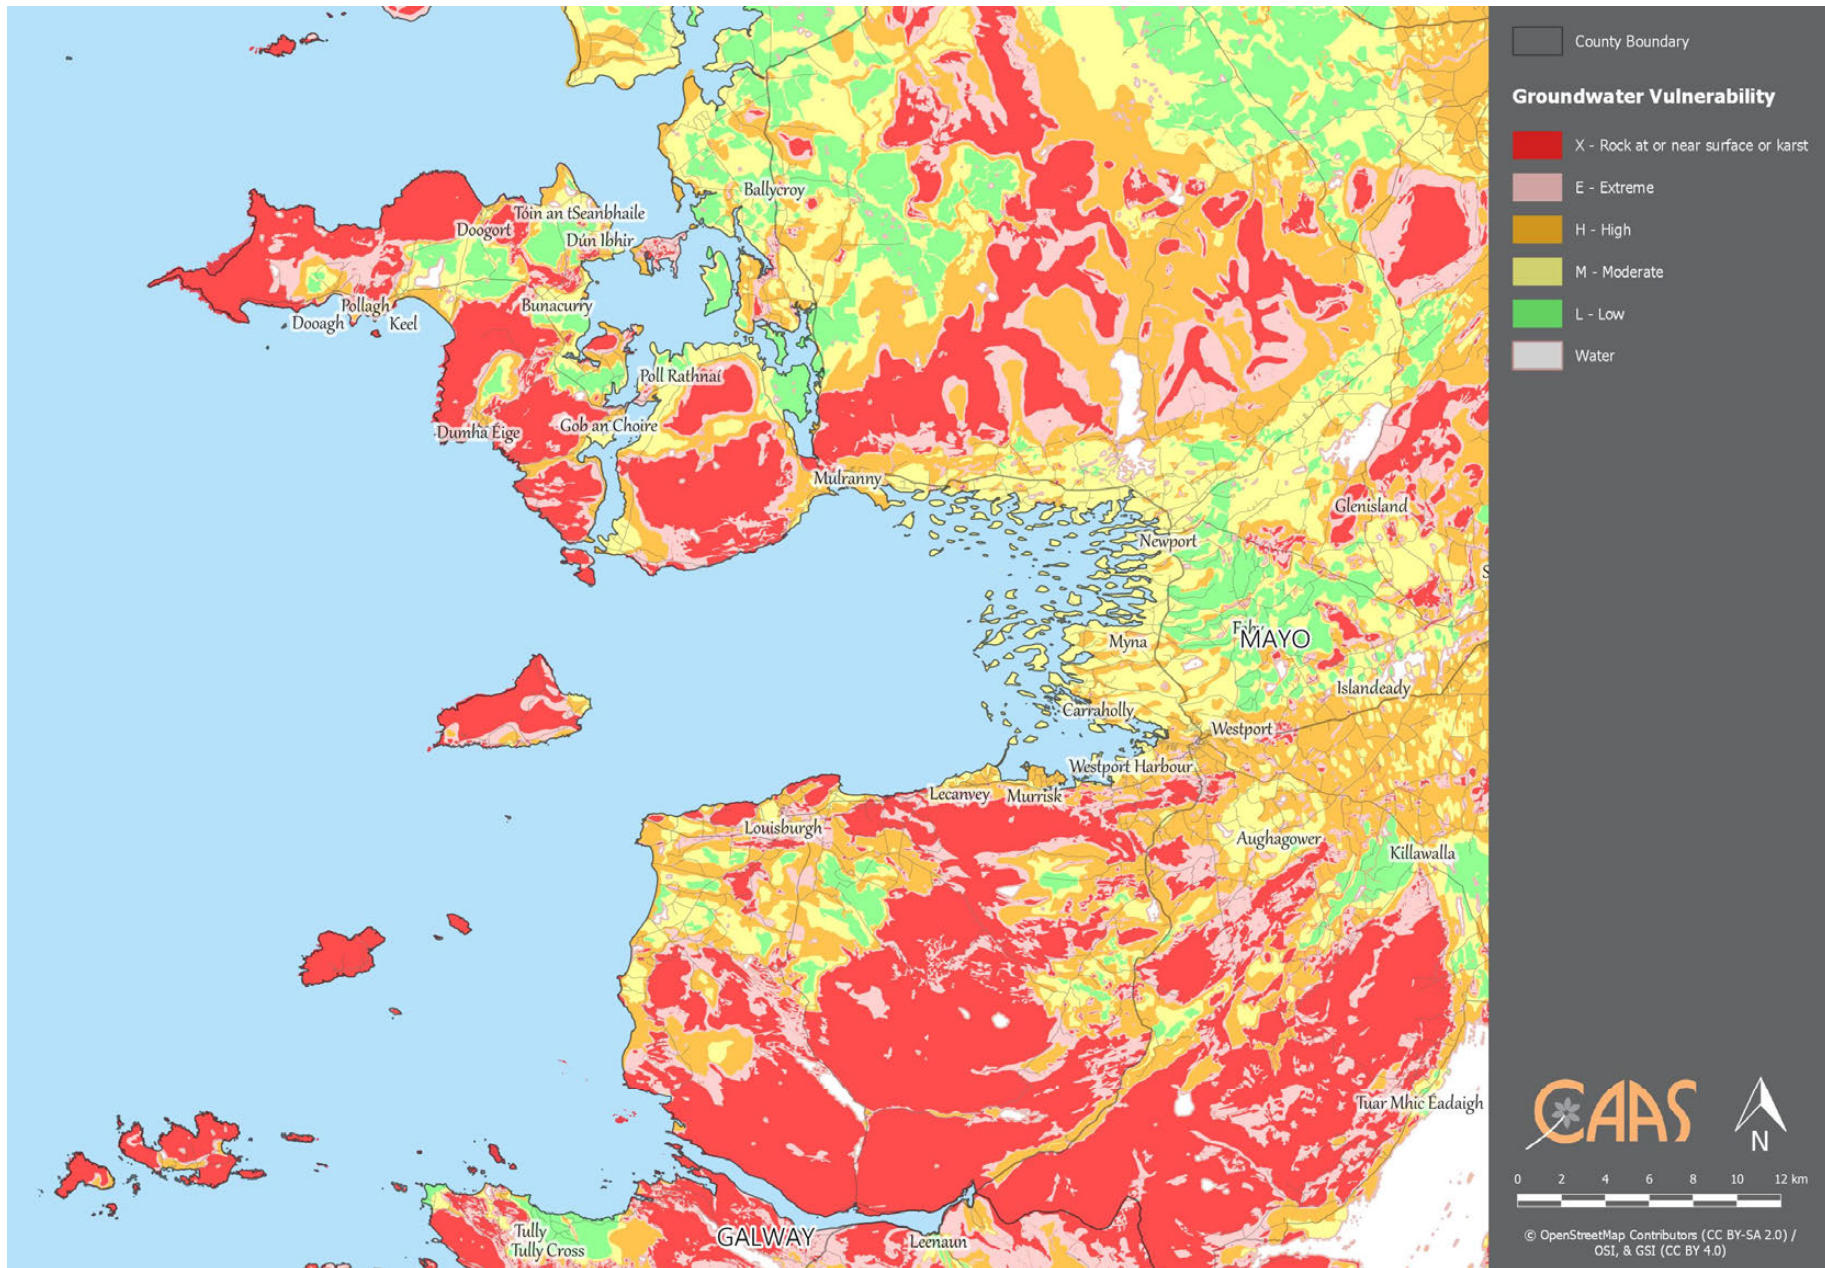 Ballycroy
Tóin an tSeanbhaile
Doogort
Dún Ibhir
Bunacurry
Pollagh
Dooagh
Keel
Poll Rathnaí
Gob an Choire
Dumha Éige
Mulranny
Glenisland
Newport
MAYO
Myna
Islandeady
Carraholly
Westport
Westport Harbour
Lecanvey
Murrisk
Louisburgh
Aughagower
Killawalla
Tuar Mhic Éadaigh
Tully
Tully Cross
GALWAY
Leenaun
County Boundary
Groundwater Vulnerability
X - Rock at or near surface or karst
E - Extreme
H - High
M - Moderate
L - Low
Water
CAAS
N
0 2 4 6 8 10 12 km
© OpenStreetMap Contributors (CC BY-SA 2.0) /
OSI, & GSI (CC BY 4.0)